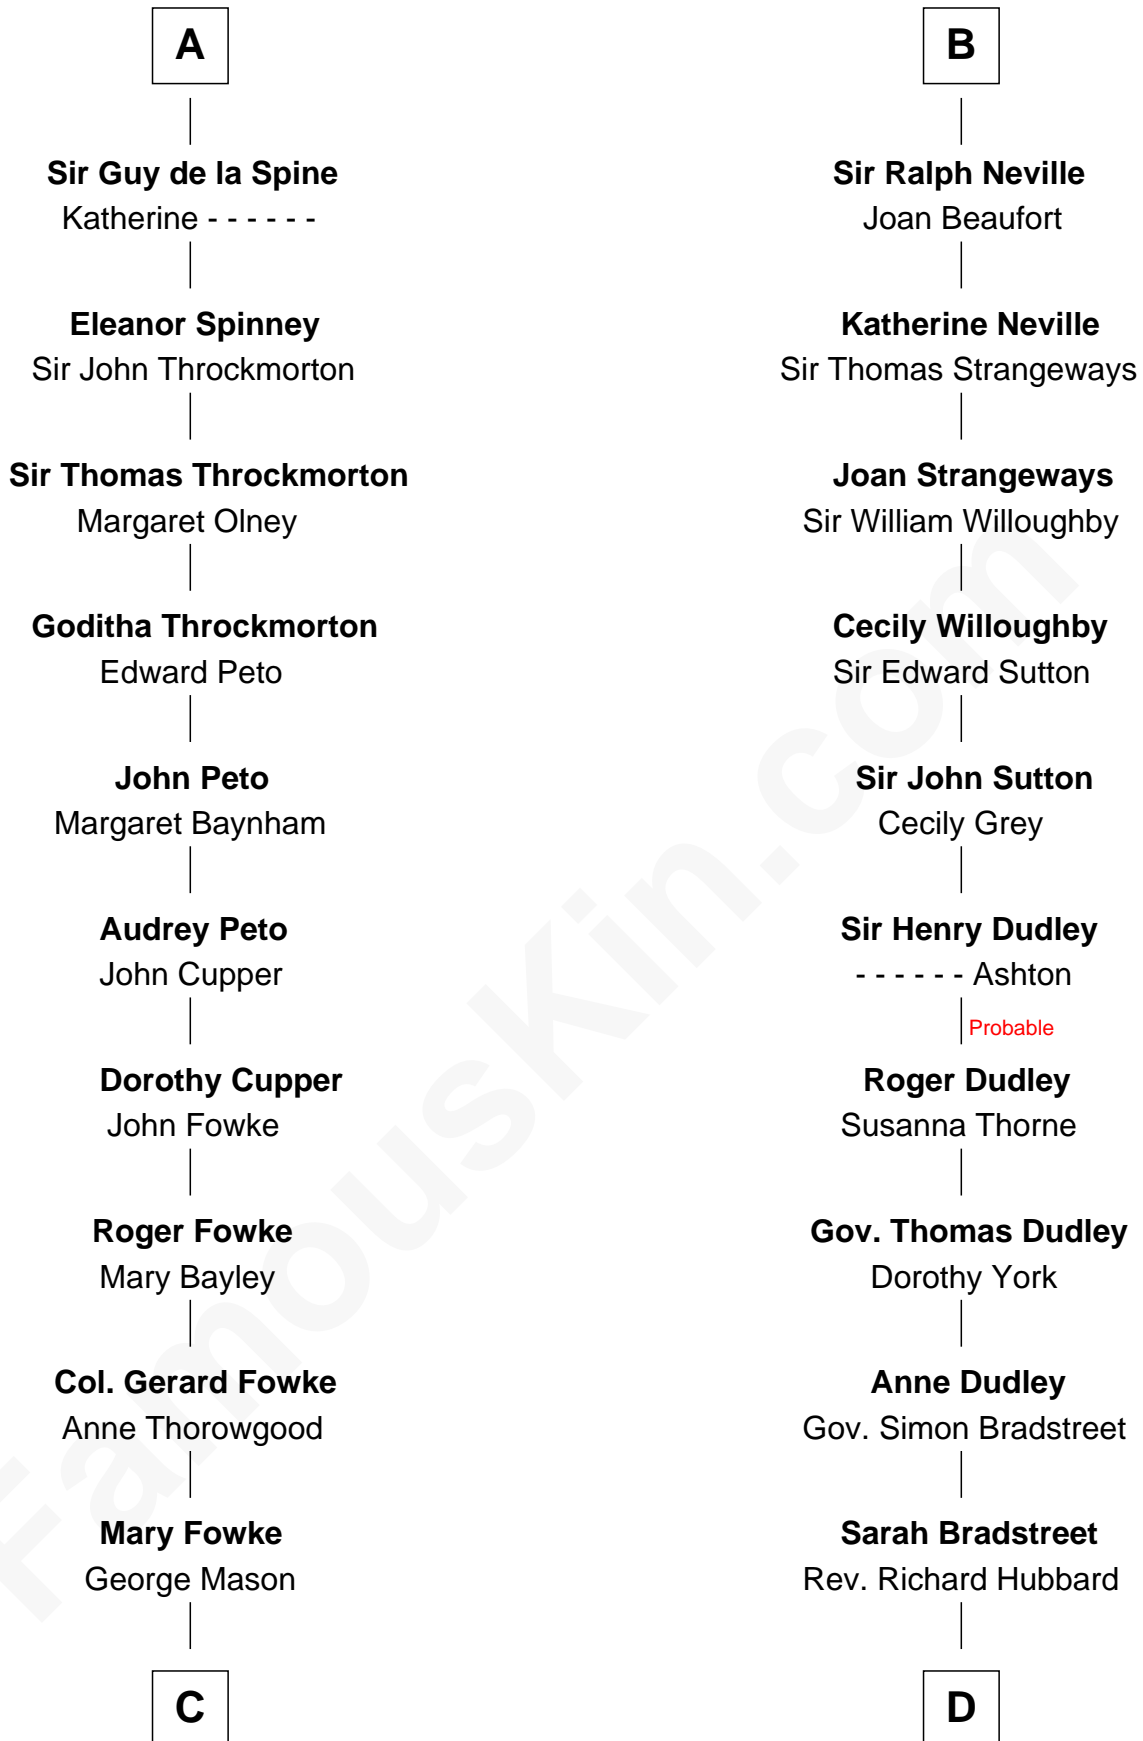 A
Sir Guy de la Spine
Katherine - - - - - -
Eleanor Spinney
Sir John Throckmorton
Sir Thomas Throckmorton
Margaret Olney
Goditha Throckmorton
Edward Peto
John Peto
Margaret Baynham
Audrey Peto
John Cupper
Dorothy Cupper
John Fowke
Roger Fowke
Mary Bayley
Col. Gerard Fowke
Anne Thorowgood
Mary Fowke
George Mason
C
B
Sir Ralph Neville
Joan Beaufort
Katherine Neville
Sir Thomas Strangeways
Joan Strangeways
Sir William Willoughby
Cecily Willoughby
Sir Edward Sutton
Sir John Sutton
Cecily Grey
Sir Henry Dudley
- - - - - - Ashton
Probable
Roger Dudley
Susanna Thorne
Gov. Thomas Dudley
Dorothy York
Anne Dudley
Gov. Simon Bradstreet
Sarah Bradstreet
Rev. Richard Hubbard
D
FamousKin.com